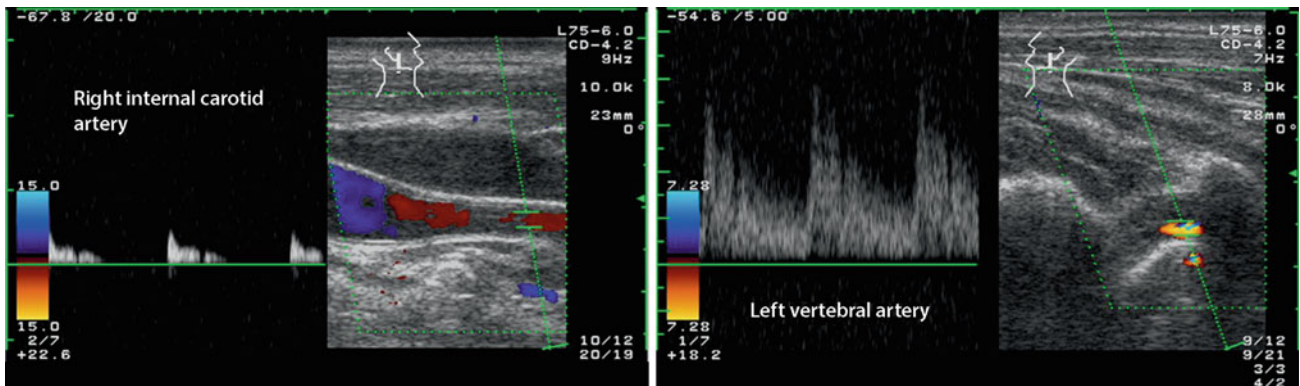 -67.8 /20.0
L75-6.0
CD-4.2
9Hz
10.0k
23mm
0°
Right internal carotid
artery
15.0
15.0
2/7
+22.6
10/12
20/19
-54.6 /5.00
L75-6.0
CD-4.2
7Hz
8.0k
28mm
0°
7.28
Left vertebral artery
7.28
1/7
+18.2
9/12
9/21
3/3
4/2